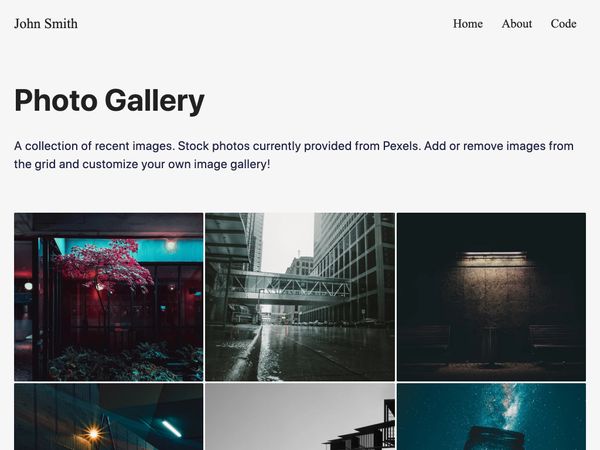 John Smith
Home About Code
Photo Gallery
A collection of recent images. Stock photos currently provided from Pexels. Add or remove images from
the grid and customize your own image gallery!